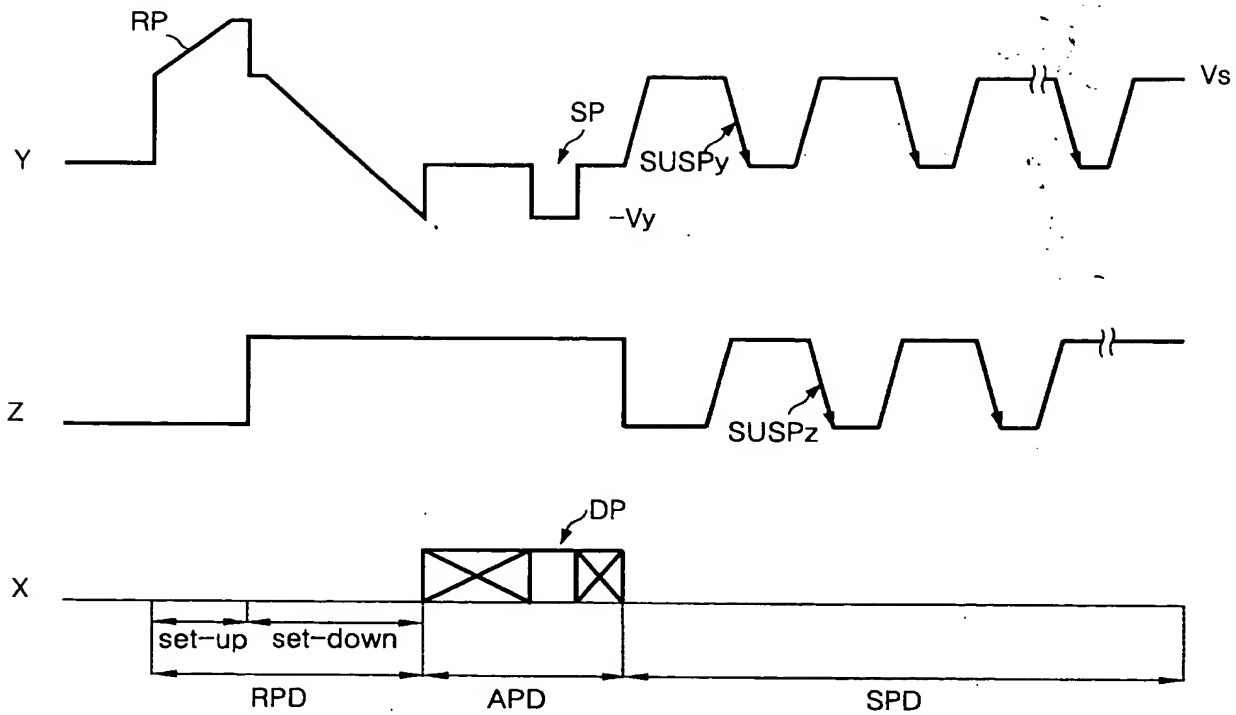 RP
Vs
SP
Y
SUSPy
-Vy
Z
SUSPz
DP
X
set-up set-down
RPD APD SPD